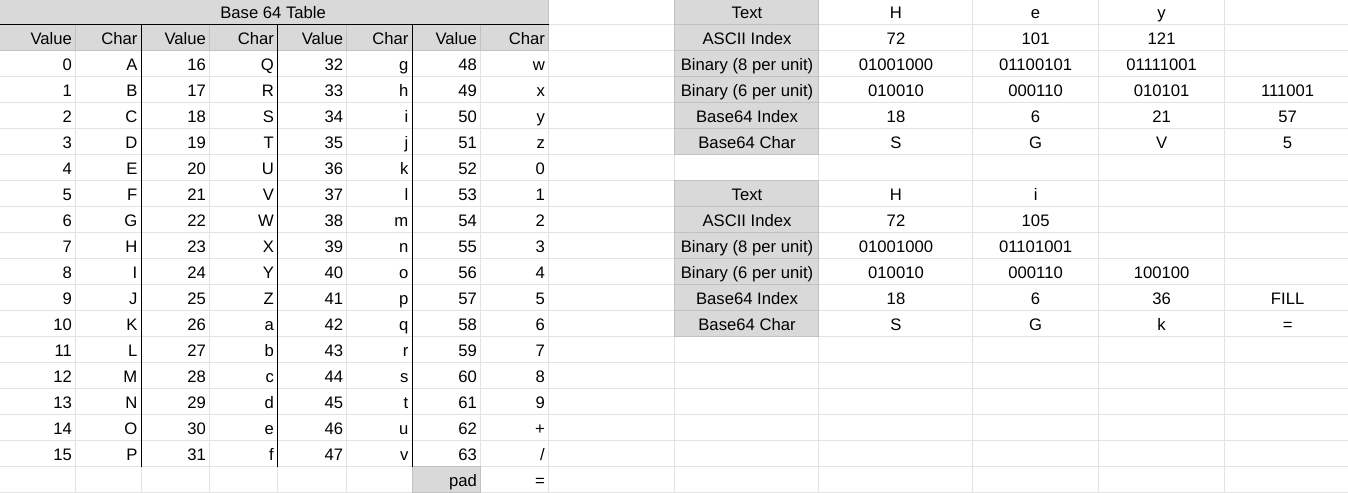 Base 64 Table Text H e y
Value Char Value Char Value Char Value Char ASCII Index 72 101 121
0 A 16 Q 32 g 48 w Binary (8 per unit) 01001000 01100101 01111001
1 B 17 R 33 h 49 x Binary (6 per unit) 010010 000110 010101 111001
2 C 18 S 34 i 50 y Base64 Index 18 6 21 57
3 D 19 T 35 j 51 z Base64 Char S G V 5
4 E 20 U 36 k 52 0
5 F 21 V 37 l 53 1 Text H i
6 G 22 W 38 m 54 2 ASCII Index 72 105
7 H 23 X 39 n 55 3 Binary (8 per unit) 01001000 01101001
8 I 24 Y 40 o 56 4 Binary (6 per unit) 010010 000110 100100
9 J 25 Z 41 p 57 5 Base64 Index 18 6 36 FILL
10 K 26 a 42 q 58 6 Base64 Char S G k =
11 L 27 b 43 r 59 7
12 M 28 c 44 s 60 8
13 N 29 d 45 t 61 9
14 O 30 e 46 u 62 +
15 P 31 f 47 v 63 /
pad =